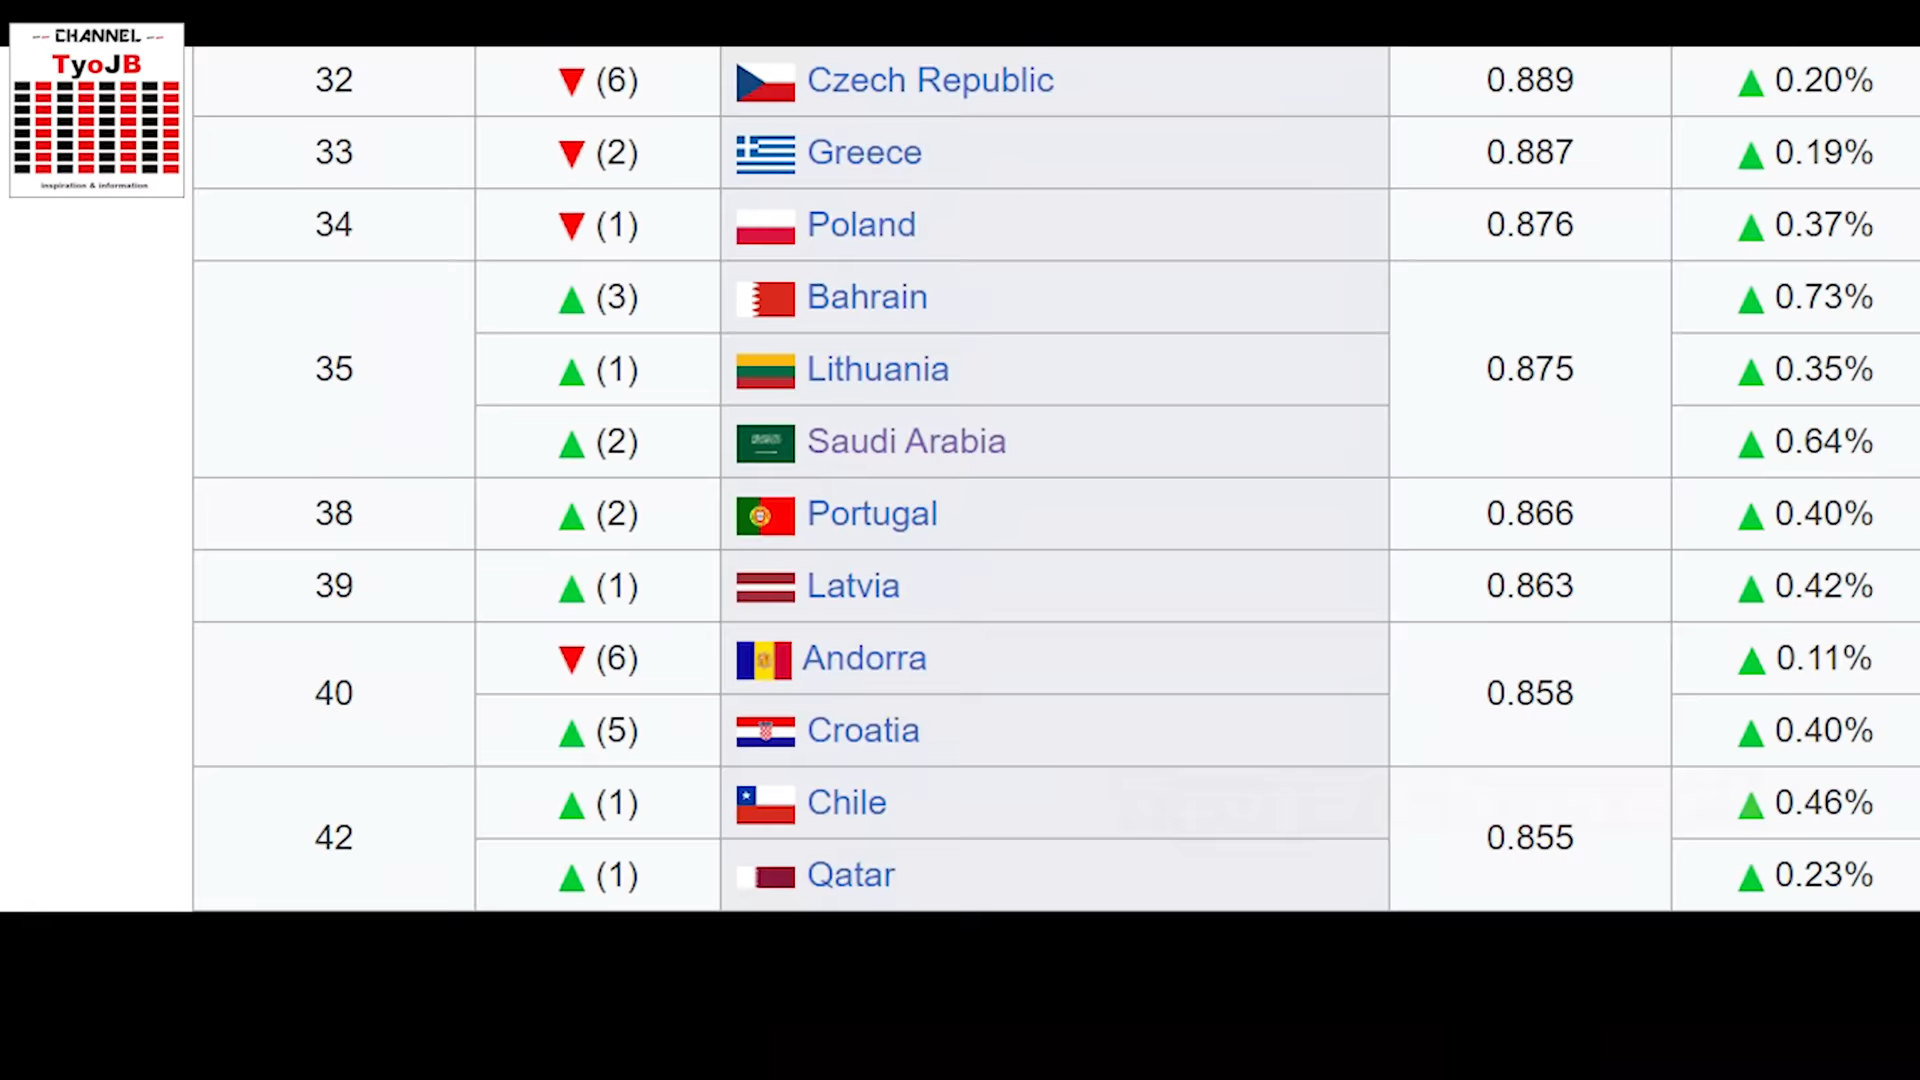 -- CHANNEL --
TyoJB
inspiration & information
32 ▼ (6) Czech Republic 0.889 ▲ 0.20%
33 ▼ (2) Greece 0.887 ▲ 0.19%
34 ▼ (1) Poland 0.876 ▲ 0.37%
▲ (3) Bahrain ▲ 0.73%
35 ▲ (1) Lithuania 0.875 ▲ 0.35%
▲ (2) Saudi Arabia ▲ 0.64%
38 ▲ (2) Portugal 0.866 ▲ 0.40%
39 ▲ (1) Latvia 0.863 ▲ 0.42%
▼ (6) Andorra ▲ 0.11%
40 0.858
▲ (5) Croatia ▲ 0.40%
▲ (1) Chile ▲ 0.46%
42 0.855
▲ (1) Qatar ▲ 0.23%